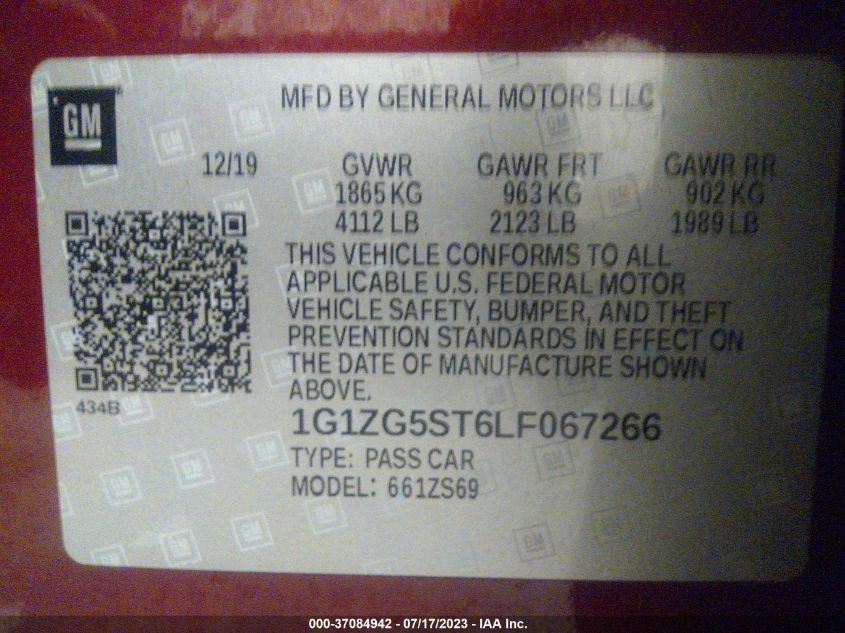 GM
MFD BY GENERAL MOTORS LLC
12/19 GVWR GAWR FRT GAWR RR
1865 KG 963 KG 902 KG
4112 LB 2123 LB 1989 LB
THIS VEHICLE CONFORMS TO ALL
APPLICABLE U.S. FEDERAL MOTOR
VEHICLE SAFETY, BUMPER, AND THEFT
PREVENTION STANDARDS IN EFFECT ON
THE DATE OF MANUFACTURE SHOWN
ABOVE.
434B
1G1ZG5ST6LF067266
TYPE: PASS CAR
MODEL: 661ZS69
000-37084942 - 07/17/2023 - IAA Inc.